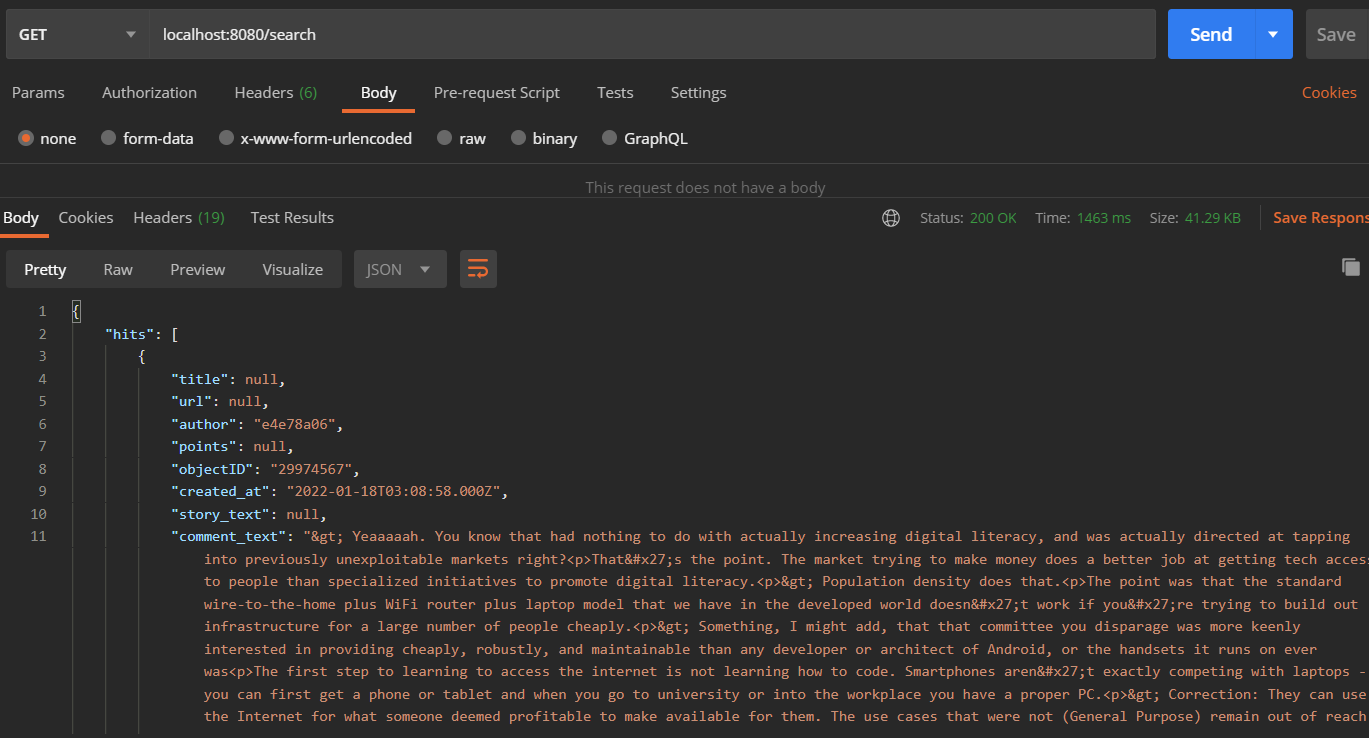 GET localhost:8080/search Send Save
Params Authorization Headers (6) Body Pre-request Script Tests Settings Cookies
none form-data x-www-form-urlencoded raw binary GraphQL
This request does not have a body
Body Cookies Headers (19) Test Results Status: 200 OK Time: 1463 ms Size: 41.29 KB Save Respons
Pretty Raw Preview Visualize JSON
1 {
2 "hits": [
3 {
4 "title": null,
5 "url": null,
6 "author": "e4e78a06",
7 "points": null,
8 "objectID": "29974567",
9 "created_at": "2022-01-18T03:08:58.000Z",
10 "story_text": null,
11 "comment_text": "&gt; Yeaaaaah. You know that had nothing to do with actually increasing digital literacy, and was actually directed at tapping
into previously unexploitable markets right?<p>That&#x27;s the point. The market trying to make money does a better job at getting tech access
to people than specialized initiatives to promote digital literacy.<p>&gt; Population density does that.<p>The point was that the standard
wire-to-the-home plus WiFi router plus laptop model that we have in the developed world doesn&#x27;t work if you&#x27;re trying to build out
infrastructure for a large number of people cheaply.<p>&gt; Something, I might add, that that committee you disparage was more keenly
interested in providing cheaply, robustly, and maintainable than any developer or architect of Android, or the handsets it runs on ever
was<p>The first step to learning to access the internet is not learning how to code. Smartphones aren&#x27;t exactly competing with laptops -
you can first get a phone or tablet and when you go to university or into the workplace you have a proper PC.<p>&gt; Correction: They can use
the Internet for what someone deemed profitable to make available for them. The use cases that were not (General Purpose) remain out of reach